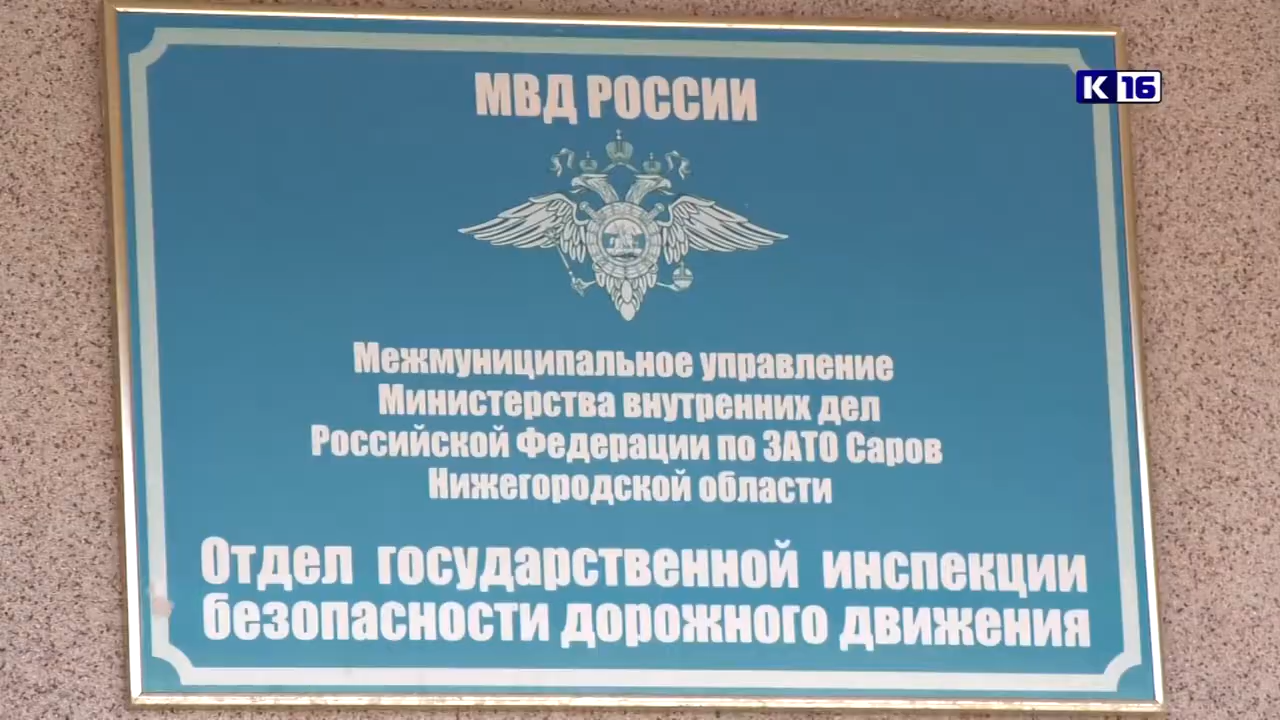 К 16
МВД РОССИИ
Межмуниципальное управление
Министерства внутренних дел
Российской Федерации по ЗАТО Саров
Нижегородской области
Отдел государственной инспекции
безопасности дорожного движения